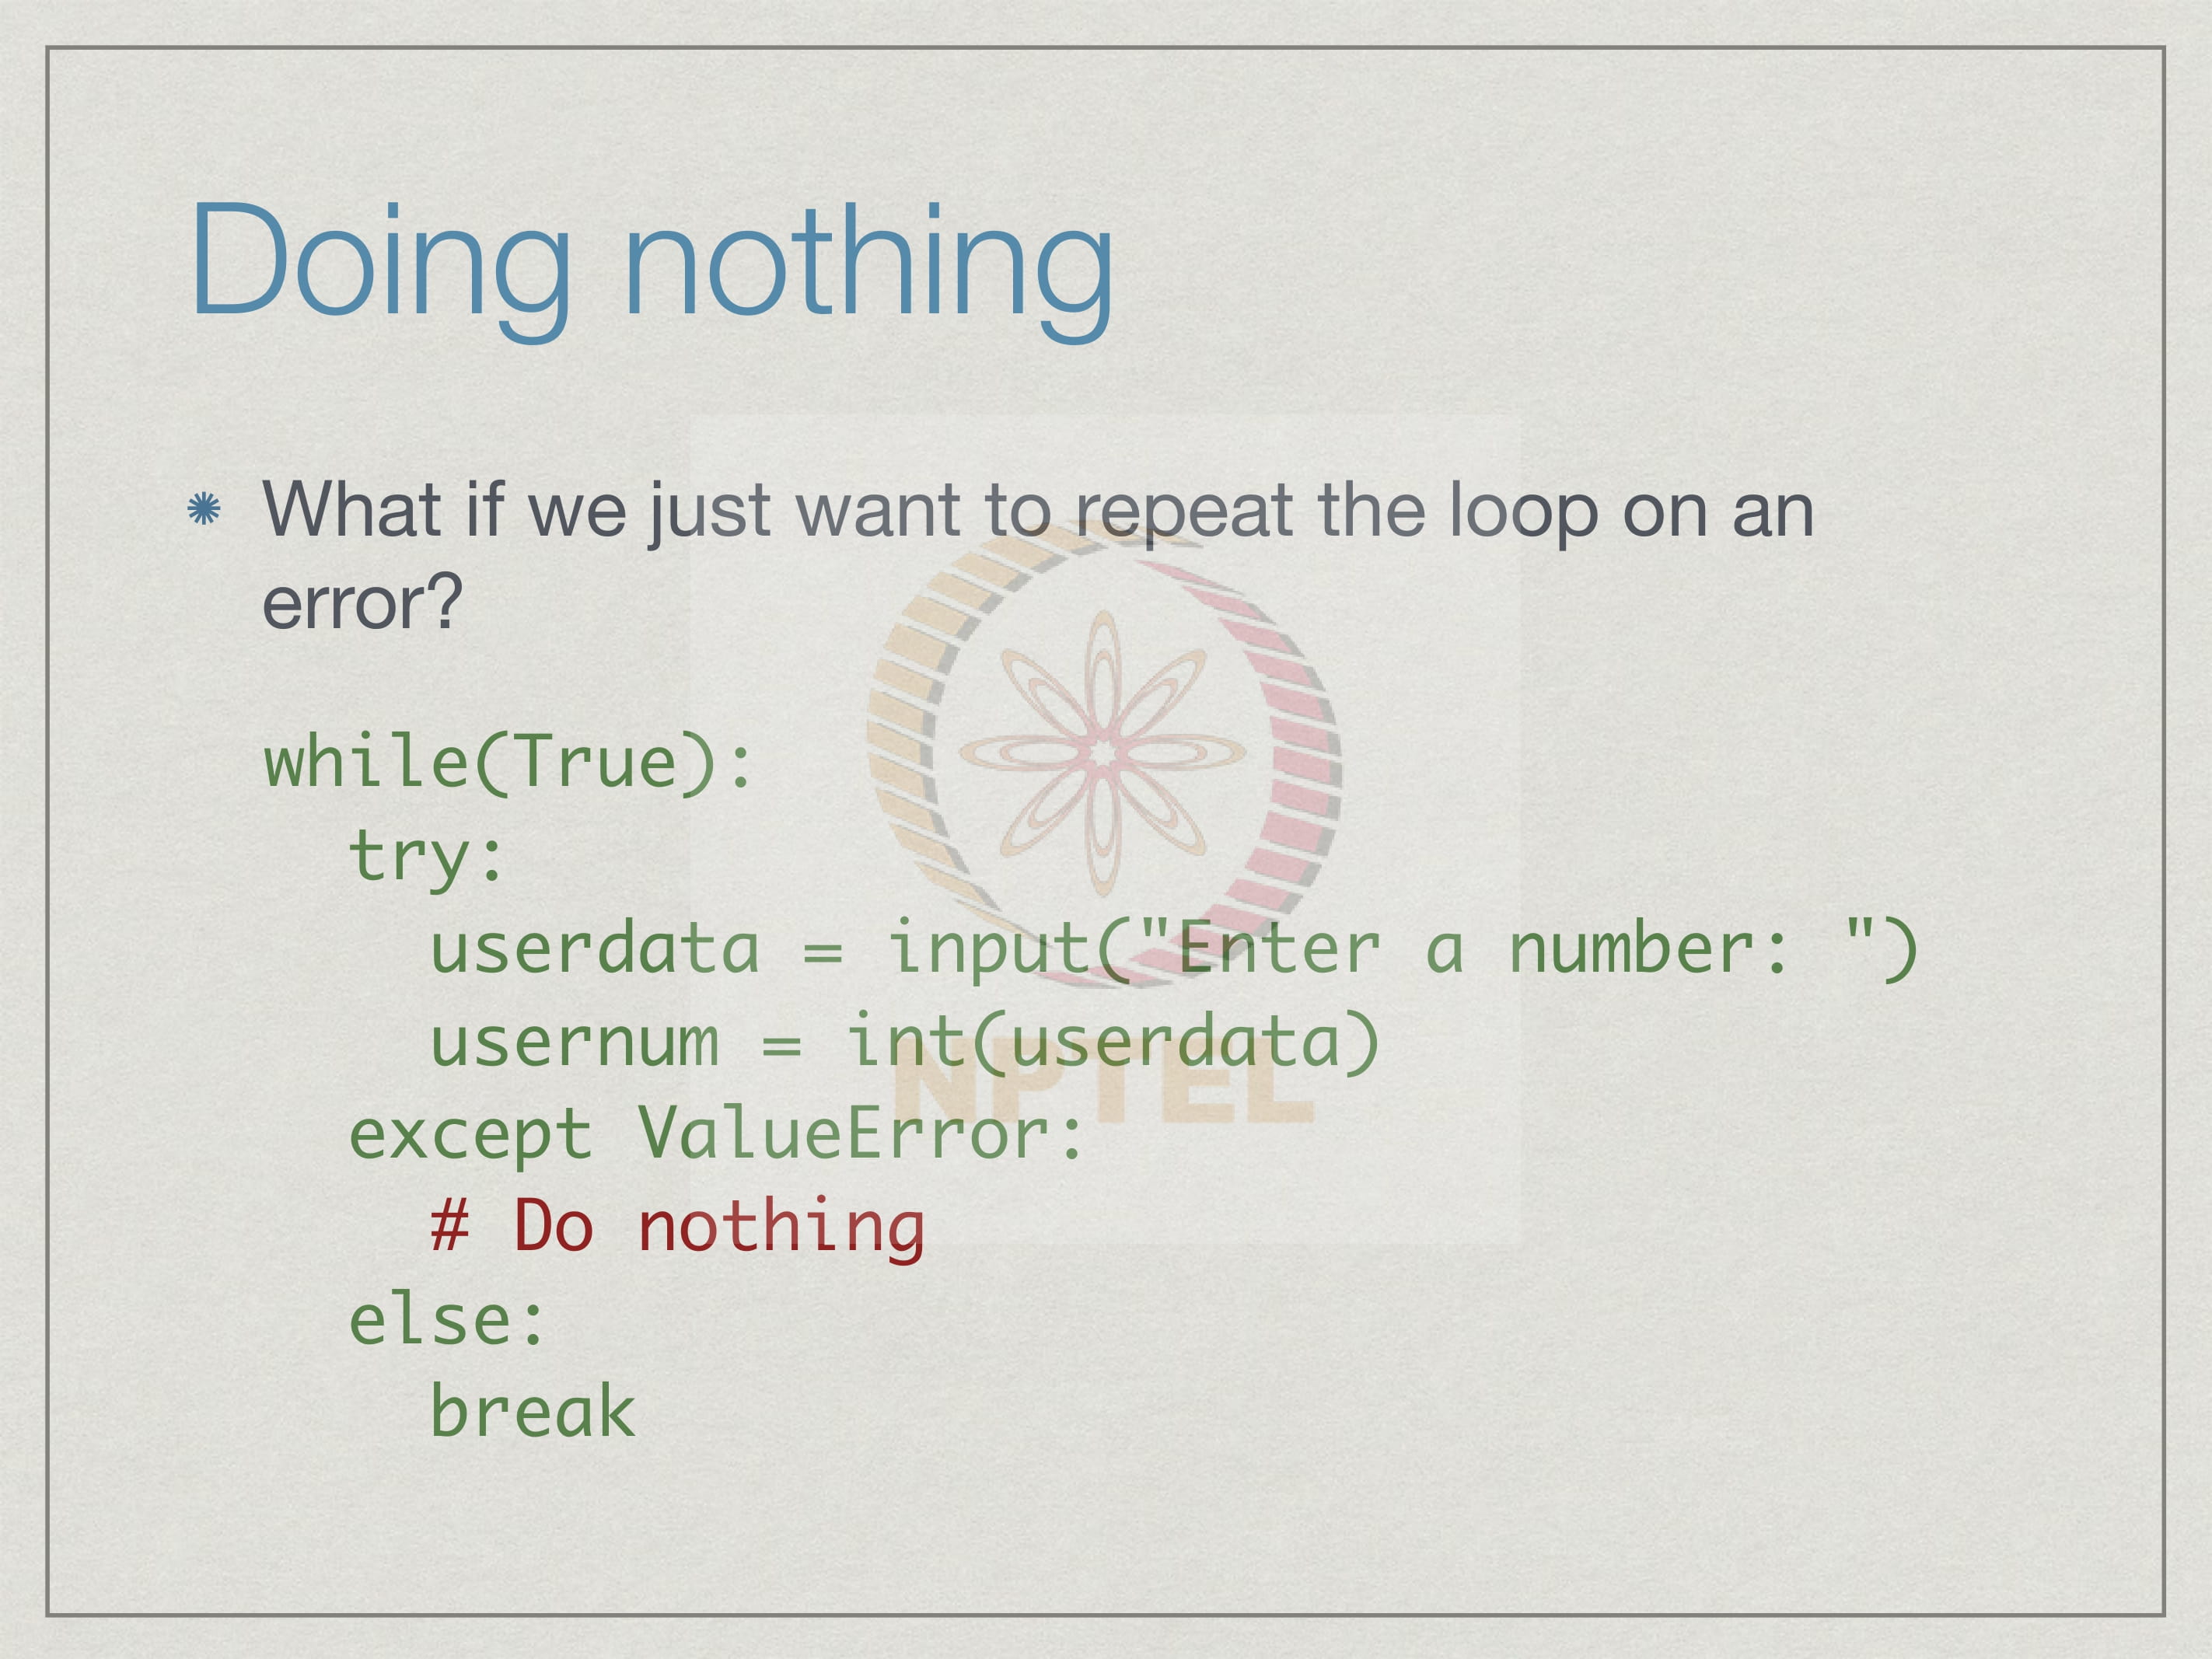 Doing nothing
What if we just want to repeat the loop on an
error?
while(True):
  try:
    userdata = input("Enter a number: ")
    usernum = int(userdata)
  except ValueError:
    # Do nothing
  else:
    break
NPTEL